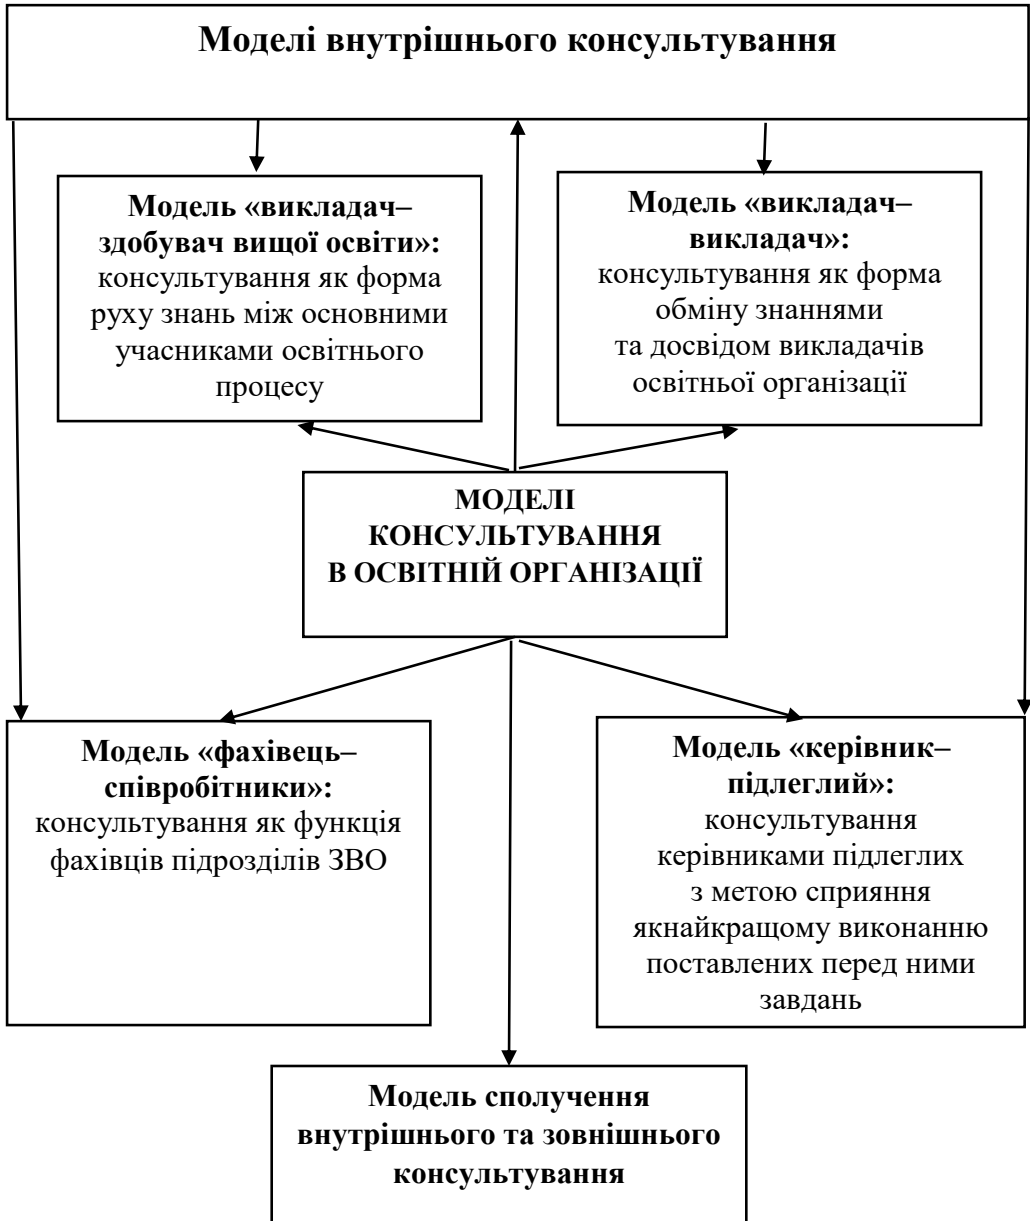 Моделі внутрішнього консультування
Модель «викладач–
здобувач вищої освіти»:
консультування як форма
руху знань між основними
учасниками освітнього
процесу
Модель «викладач–
викладач»:
консультування як форма
обміну знаннями
та досвідом викладачів
освітньої організації
МОДЕЛІ
КОНСУЛЬТУВАННЯ
В ОСВІТНІЙ ОРГАНІЗАЦІЇ
Модель «фахівець–
співробітники»:
консультування як функція
фахівців підрозділів ЗВО
Модель «керівник–
підлеглий»:
консультування
керівниками підлеглих
з метою сприяння
якнайкращому виконанню
поставлених перед ними
завдань
Модель сполучення
внутрішнього та зовнішнього
консультування